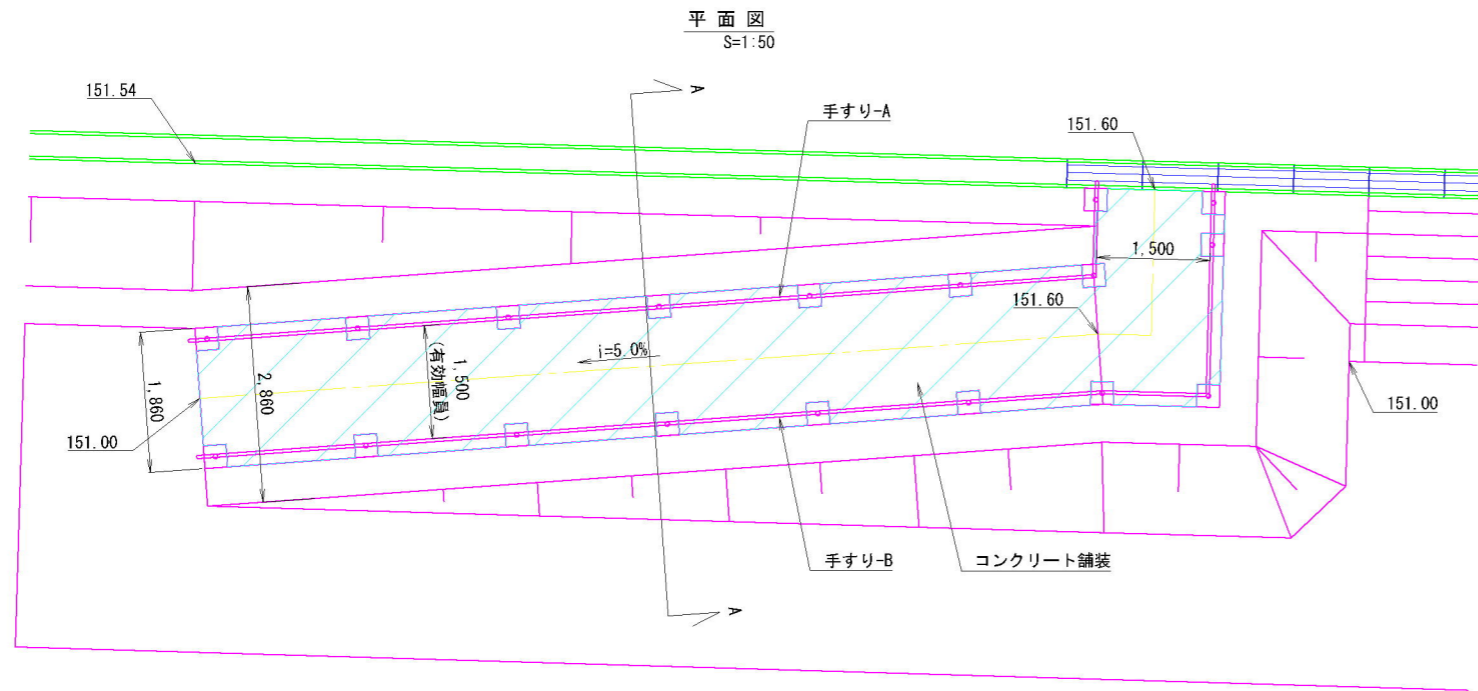 平面図
S=1:50
151.54
A
手すり-A
151.60
1,500
151.60
i=5.0%
1,500
(有効幅員)
1,860
2,860
151.00
151.00
手すり-B
コンクリート舗装
A